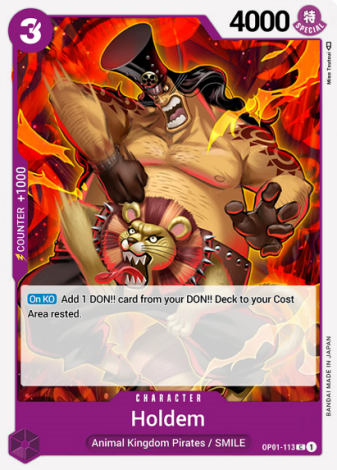 3
4000
特
SPECIAL
COUNTER +1000
On KO Add 1 DON!! card from your DON!! Deck to your Cost
Area rested.
CHARACTER
Holdem
Animal Kingdom Pirates / SMILE
OP01-113 C 1
BANDAI MADE IN JAPAN